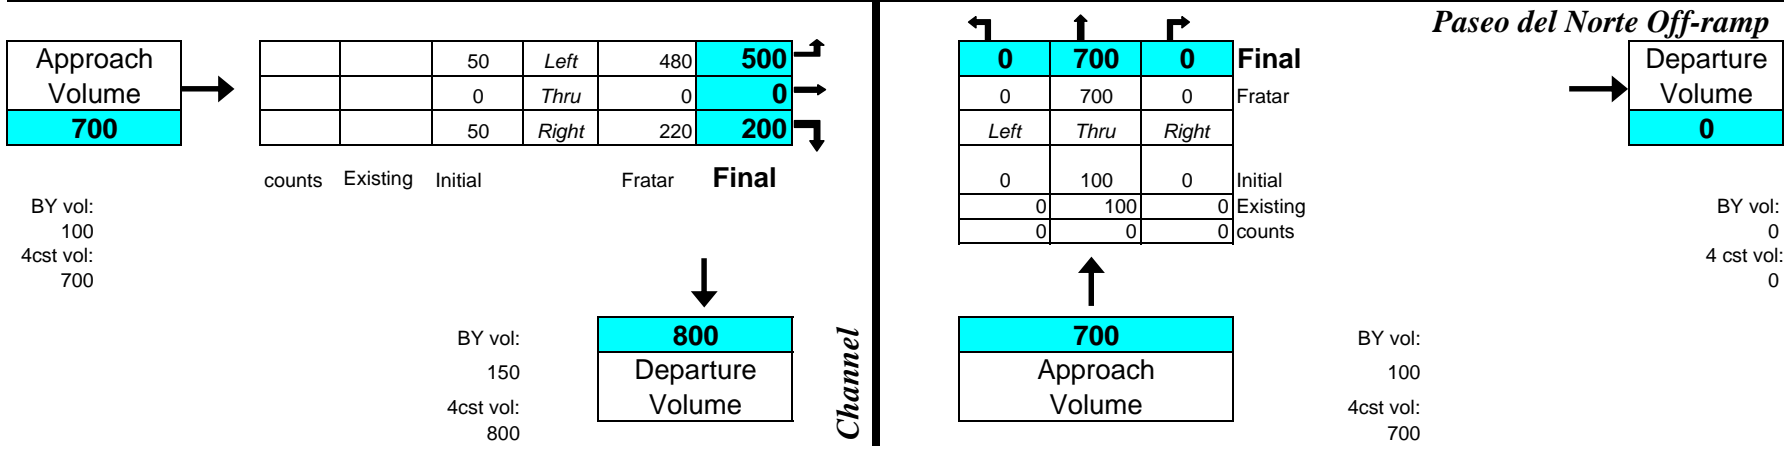 Paseo del Norte Off-ramp
Approach
Volume
700
50 Left 480 500
0 Thru 0 0
50 Right 220 200
counts Existing Initial Fratar Final
BY vol:
100
4cst vol:
700
BY vol:
150
4cst vol:
800
800
Departure
Volume
Channel
0 700 0 Final
0 700 0 Fratar
Left Thru Right
0 100 0 Initial
0 100 0 Existing
0 0 0 counts
700
Approach
Volume
BY vol:
100
4cst vol:
700
Departure
Volume
0
BY vol:
0
4 cst vol:
0